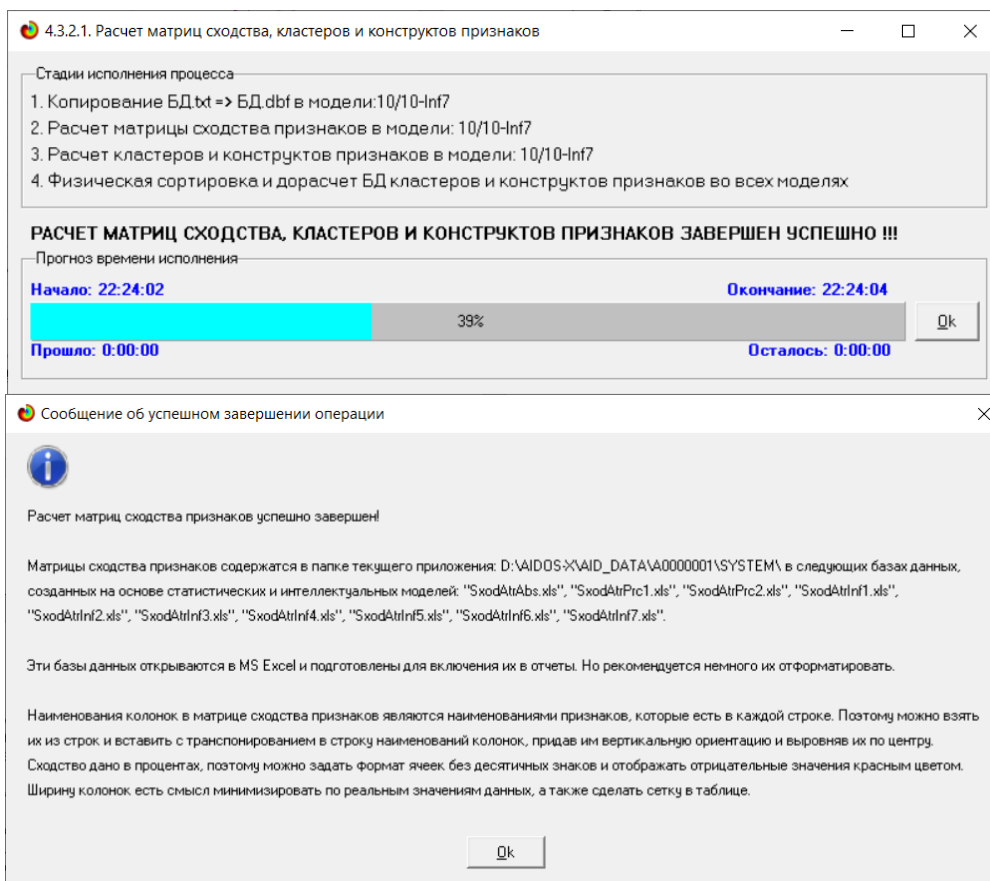 4.3.2.1. Расчет матриц сходства, кластеров и конструктов признаков
Стадии исполнения процесса
1. Копирование БД.txt => БД.dbf в модели:10/10-Inf7
2. Расчет матрицы сходства признаков в модели: 10/10-Inf7
3. Расчет кластеров и конструктов признаков в модели: 10/10-Inf7
4. Физическая сортировка и дорасчет БД кластеров и конструктов признаков во всех моделях
РАСЧЕТ МАТРИЦ СХОДСТВА, КЛАСТЕРОВ И КОНСТРУКТОВ ПРИЗНАКОВ ЗАВЕРШЕН УСПЕШНО !!!
Прогноз времени исполнения
Начало: 22:24:02
Окончание: 22:24:04
39%
Ok
Прошло: 0:00:00
Осталось: 0:00:00
Сообщение об успешном завершении операции
Расчет матриц сходства признаков успешно завершен!
Матрицы сходства признаков содержатся в папке текущего приложения: D:\AIDOS-X\AID_DATA\A0000001\SYSTEM\ в следующих базах данных,
созданных на основе статистических и интеллектуальных моделей: "SxodAtrAbs.xls", "SxodAtrPrc1.xls", "SxodAtrPrc2.xls", "SxodAtrInf1.xls",
"SxodAtrInf2.xls", "SxodAtrInf3.xls", "SxodAtrInf4.xls", "SxodAtrInf5.xls", "SxodAtrInf6.xls", "SxodAtrInf7.xls".
Эти базы данных открываются в MS Excel и подготовлены для включения их в отчеты. Но рекомендуется немного их отформатировать.
Наименования колонок в матрице сходства признаков являются наименованиями признаков, которые есть в каждой строке. Поэтому можно взять
их из строк и вставить с транспонированием в строку наименований колонок, придав им вертикальную ориентацию и выровняв их по центру.
Сходство дано в процентах, поэтому можно задать формат ячеек без десятичных знаков и отображать отрицательные значения красным цветом.
Ширину колонок есть смысл минимизировать по реальным значениям данных, а также сделать сетку в таблице.
Ok